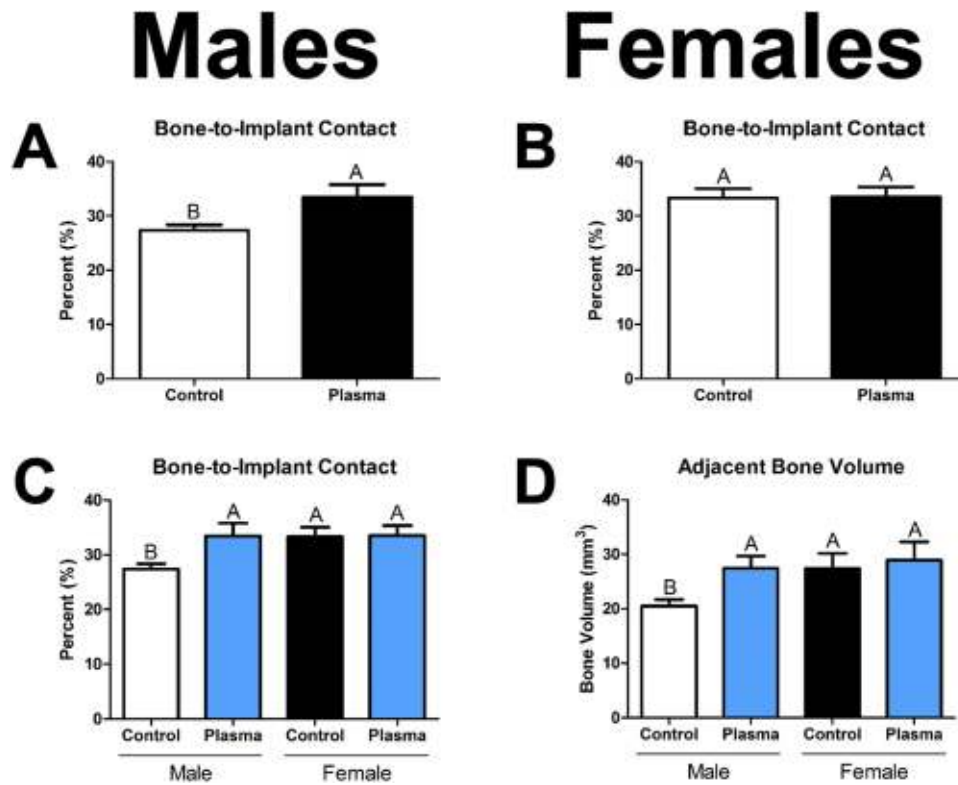 Males
Females
A
Bone-to-Implant Contact
Percent (%)
40
30
20
10
0
B
A
Control Plasma
B
Bone-to-Implant Contact
Percent (%)
40
30
20
10
0
A
A
Control Plasma
C
Bone-to-Implant Contact
Percent (%)
40
30
20
10
0
B
A
A
A
Control Plasma Control Plasma
Male Female
D
Adjacent Bone Volume
Bone Volume (mm³)
40
30
20
10
0
B
A
A
A
Control Plasma Control Plasma
Male Female